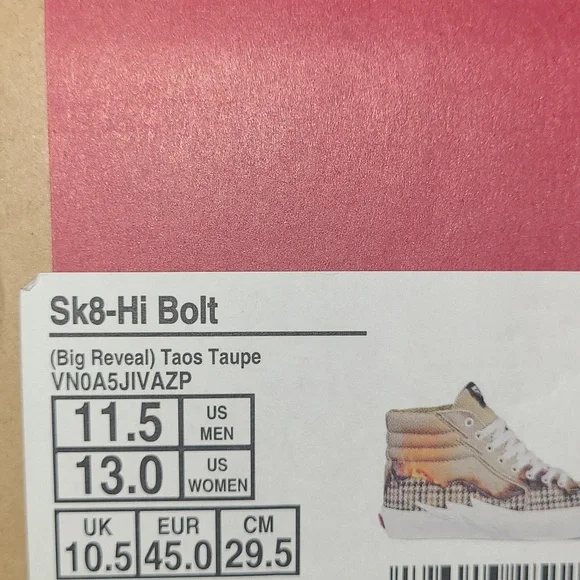 Sk8-Hi Bolt
(Big Reveal) Taos Taupe
VN0A5JIVAZP
11.5 US MEN
13.0 US WOMEN
UK EUR CM
10.5 45.0 29.5